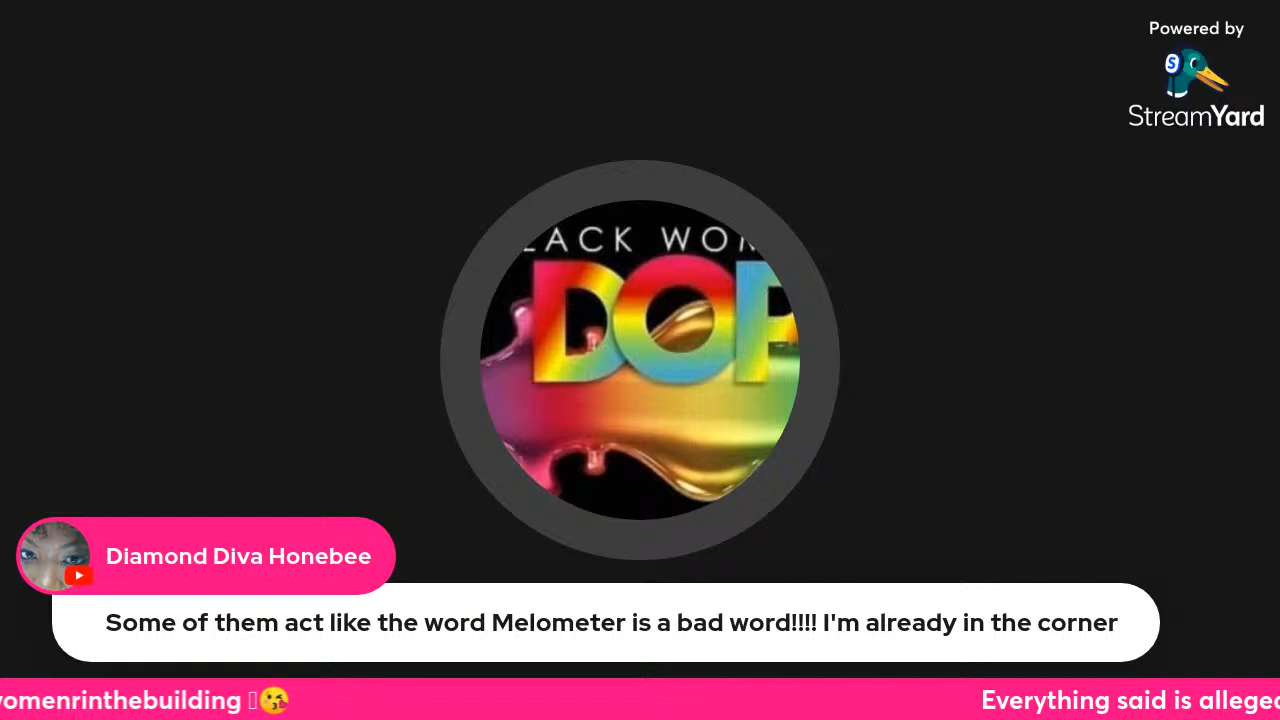 Powered by
S
StreamYard
LACK WOM
DOP
Diamond Diva Honebee
Some of them act like the word Melometer is a bad word!!!! I'm already in the corner
womenrinthebuilding 😘
Everything said is alleged